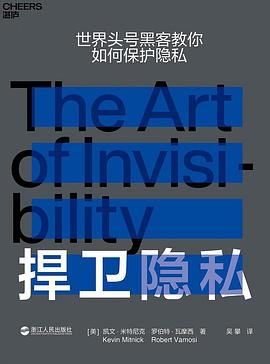 CHEERS
湛庐
世界头号黑客教你
如何保护隐私
The Art
of Invisi-
bility
捍卫隐私
浙江人民出版社
[美] 凯文·米特尼克 罗伯特·瓦摩西 著 吴攀 译
Kevin Mitnick Robert Vamosi